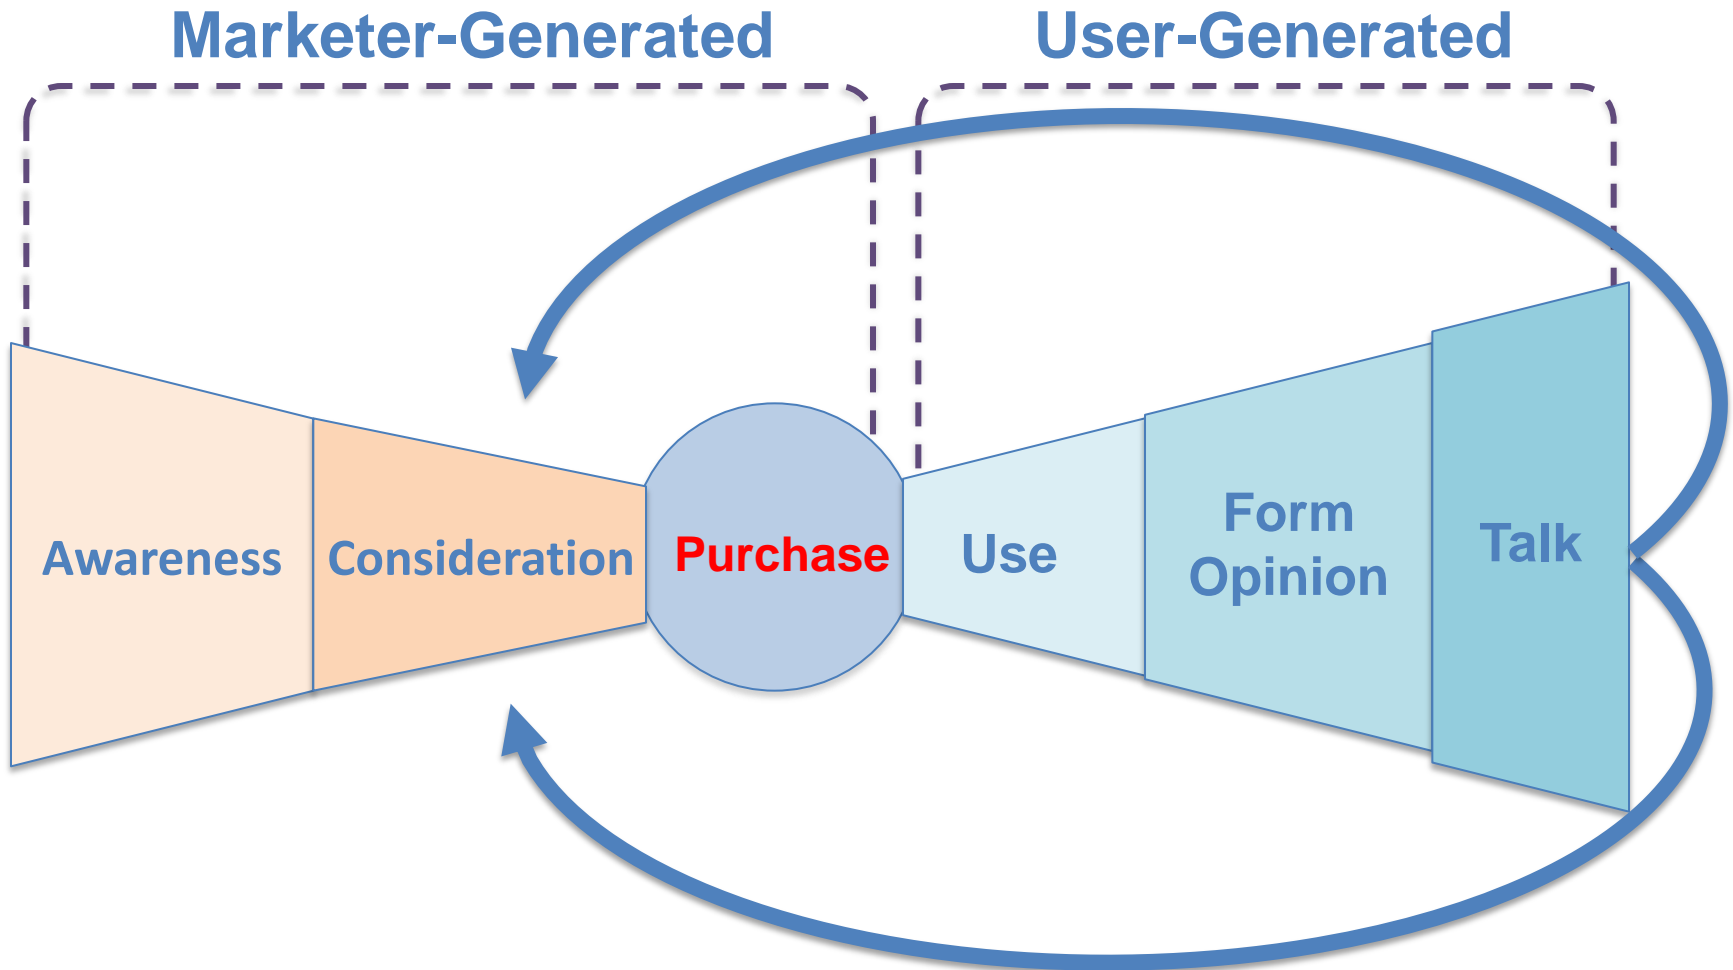 Marketer-Generated
User-Generated
Awareness
Consideration
Purchase
Use
Form
Opinion
Talk